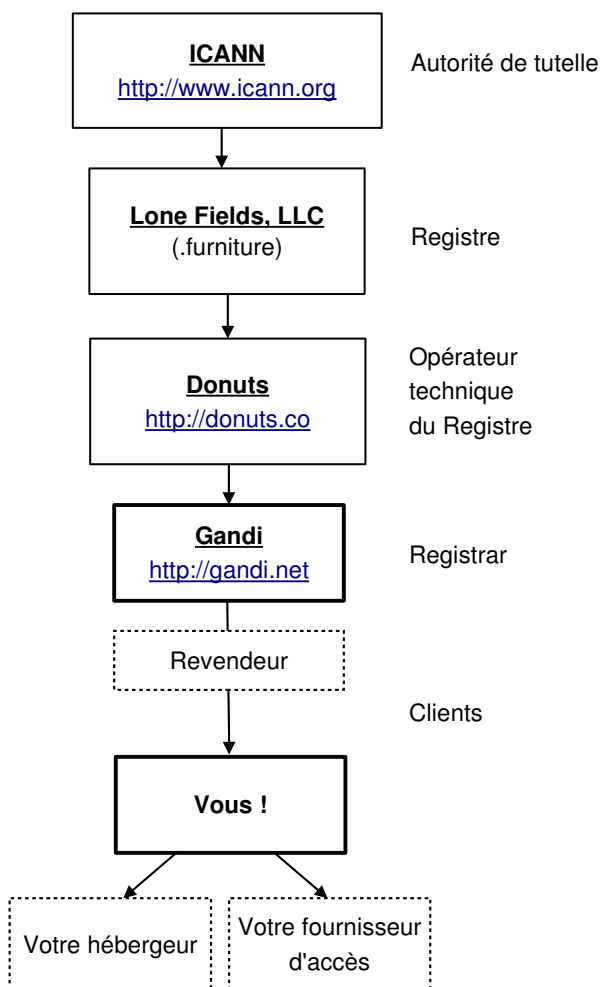 ICANN
http://www.icann.org
Autorité de tutelle
Lone Fields, LLC
(.furniture)
Registre
Donuts
http://donuts.co
Opérateur
technique
du Registre
Gandi
http://gandi.net
Registrar
Revendeur
Clients
Vous !
Votre hébergeur
Votre fournisseur
d'accès